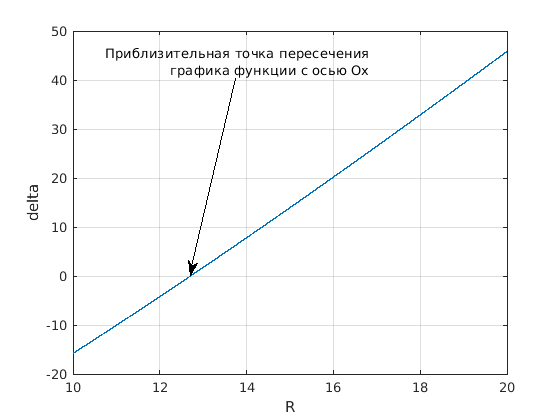 50
Приблизительная точка пересечения
графика функции с осью Ox
40
30
20
10
0
-10
-20
delta
10 12 14 16 18 20
R